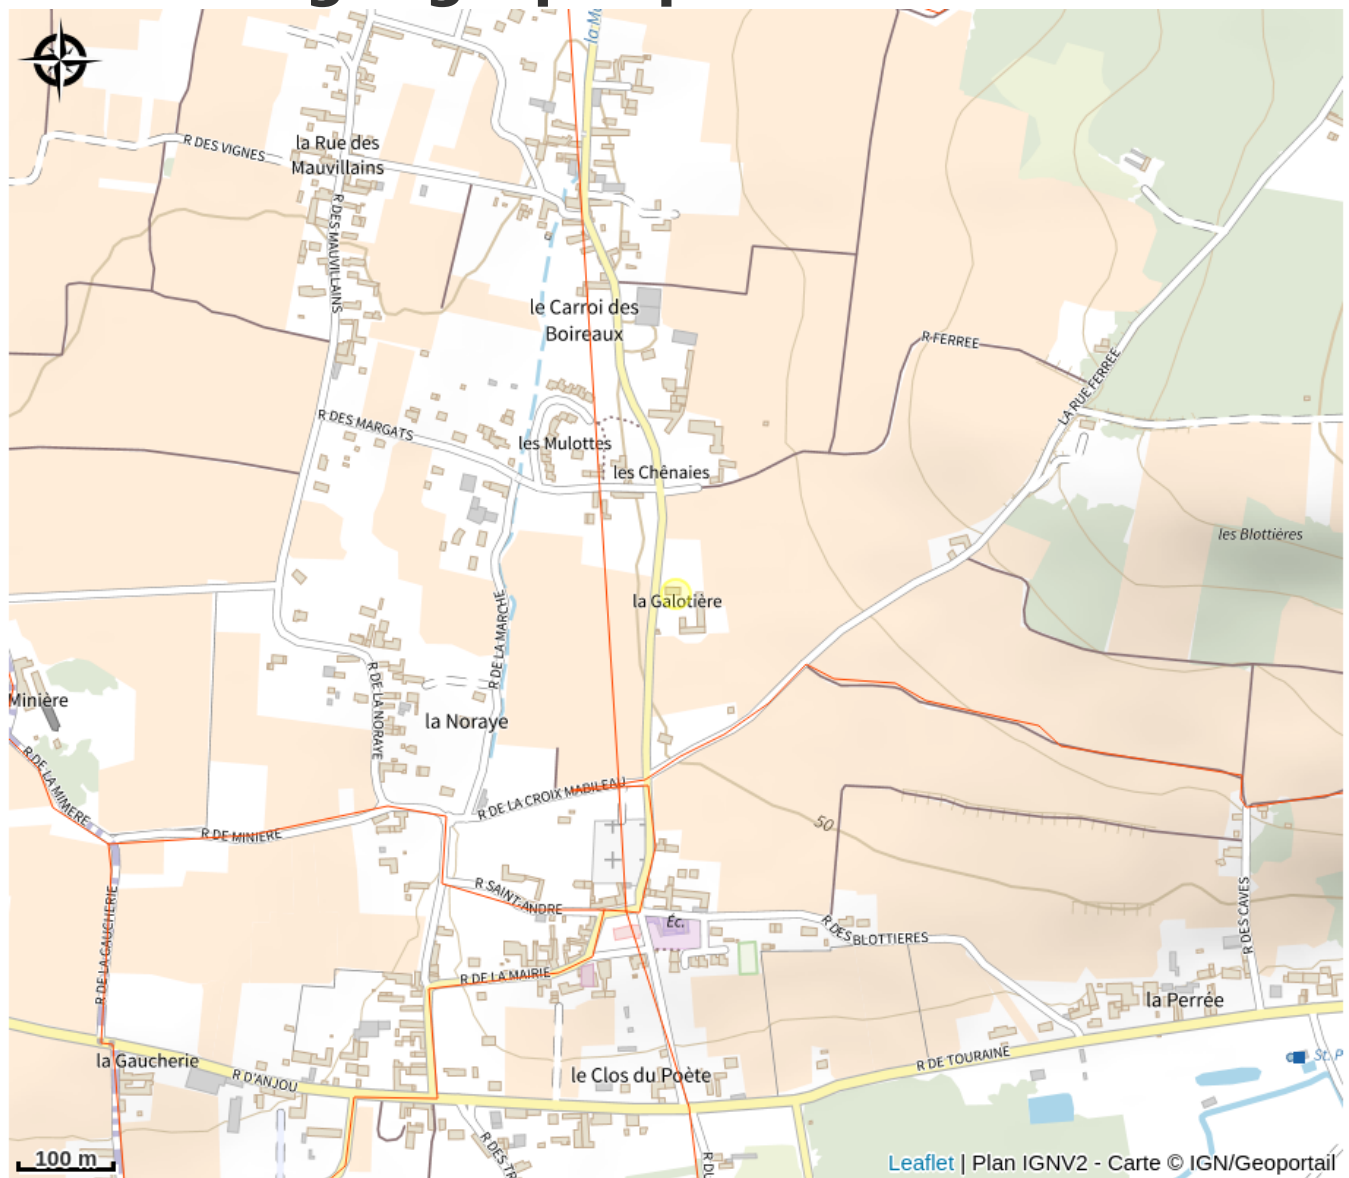 la Rue des
Mauvillains
R DES VIGNES
R DES MAUVILLAINS
le Carroi des
Boireaux
R FERREE
LA RUE FERREE
R DES MARGATS
les Mulottes
les Chênaies
les Blottières
la Galotière
R DE LA MARCHE
R DE LA NORAYE
Minière
la Noraye
R DE LA MIMERE
R DE LA CROIX MABILEAU
R DE MINIERE
50
R SAINT-ANDRE
Éc.
R DES BLOTTIERES
R DES CAVES
R DE LA GAUCHERIE
R DE LA MAIRIE
la Perrée
la Gaucherie
R D'ANJOU
le Clos du Poète
R DE TOURAINE
100 m
Leaflet | Plan IGNV2 - Carte © IGN/Geoportail